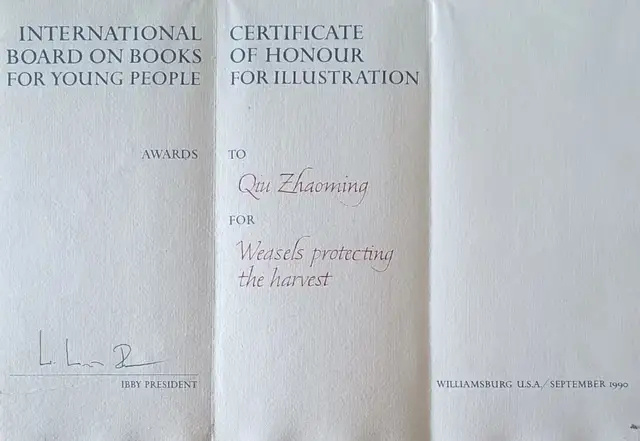 INTERNATIONAL
BOARD ON BOOKS
FOR YOUNG PEOPLE
AWARDS
IBBY PRESIDENT
CERTIFICATE
OF HONOUR
FOR ILLUSTRATION
TO
Qiu Zhaoming
FOR
Weasels protecting
the harvest
WILLIAMSBURG U.S.A./SEPTEMBER 1990